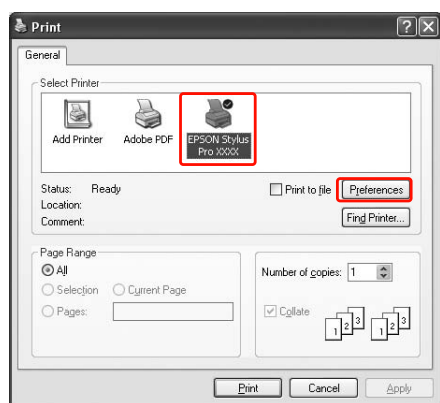 Print
General
Select Printer
Add Printer
Adobe PDF
EPSON Stylus
Pro XXXX
Status: Ready
Print to file
Preferences
Location:
Comment:
Find Printer...
Page Range
All
Selection
Current Page
Pages:
Number of copies: 1
Collate
1 2 3 1 2 3
Print
Cancel
Apply